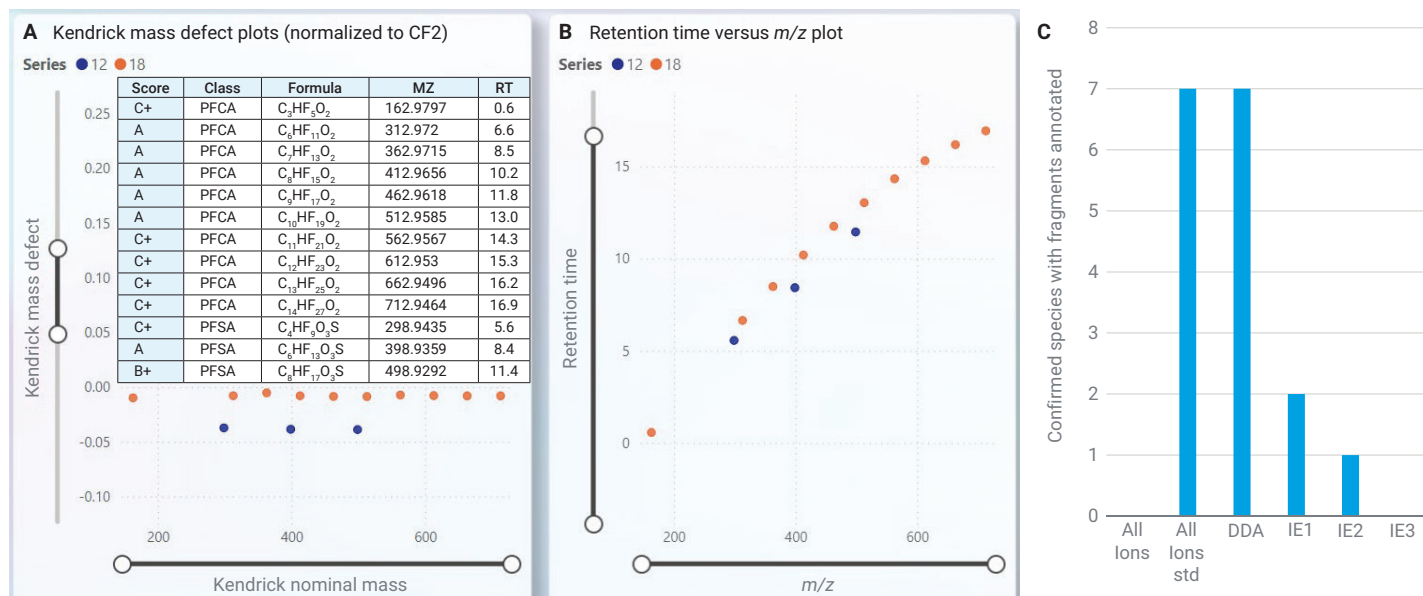 A Kendrick mass defect plots (normalized to CF2)
Series 12 18
Score Class Formula MZ RT
C+ PFCA C₃HF₅O₂ 162.9797 0.6
A PFCA C₆HF₁₁O₂ 312.972 6.6
A PFCA C₇HF₁₃O₂ 362.9715 8.5
A PFCA C₈HF₁₅O₂ 412.9656 10.2
A PFCA C₉HF₁₇O₂ 462.9618 11.8
A PFCA C₁₀HF₁₉O₂ 512.9585 13.0
C+ PFCA C₁₁HF₂₁O₂ 562.9567 14.3
C+ PFCA C₁₂HF₂₃O₂ 612.953 15.3
C+ PFCA C₁₃HF₂₅O₂ 662.9496 16.2
C+ PFCA C₁₄HF₂₇O₂ 712.9464 16.9
C+ PFSA C₄HF₉O₃S 298.9435 5.6
A PFSA C₆HF₁₃O₃S 398.9359 8.4
B+ PFSA C₈HF₁₇O₃S 498.9292 11.4
Kendrick mass defect
0.25
0.20
0.15
0.10
0.05
0.00
-0.05
-0.10
200 400 600
Kendrick nominal mass
B Retention time versus m/z plot
Series 12 18
Retention time
15
10
5
0
200 400 600
m/z
C
Confirmed species with fragments annotated
8
7
6
5
4
3
2
1
0
All Ions
All Ions std
DDA
IE1
IE2
IE3